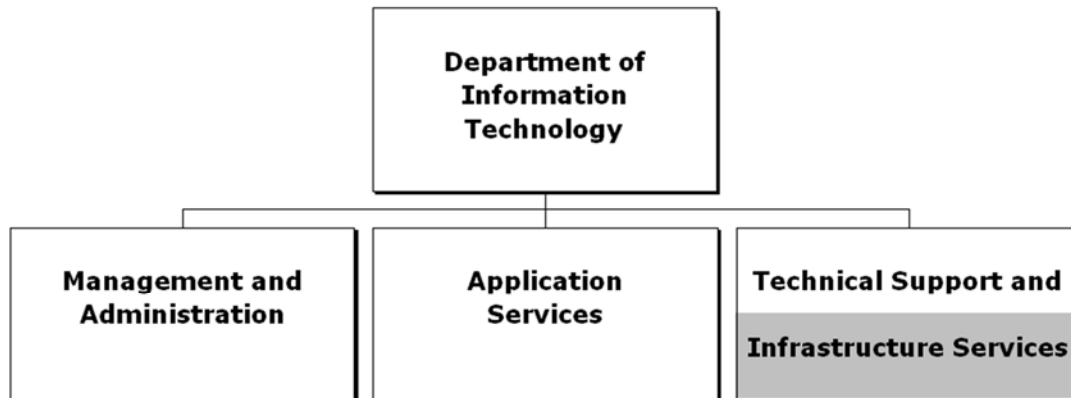 Department of
Information
Technology
Management and
Administration
Application
Services
Technical Support and
Infrastructure Services